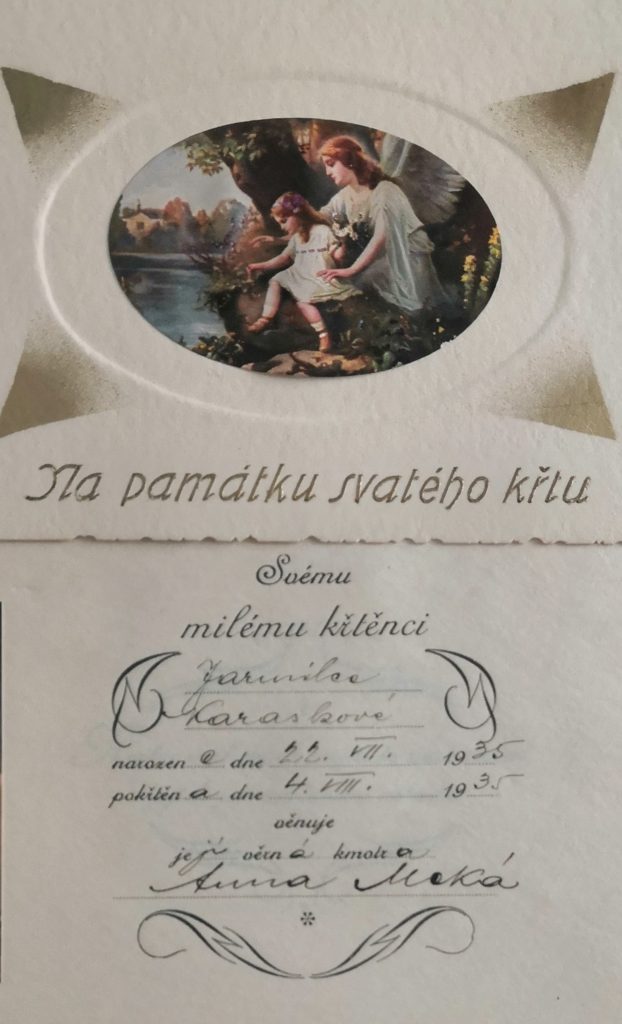 Na památku svatého křtu
Svému
milému křtěnci
Jarmilce
Karaskové
narozen a dne 22. VII. 1935
pokřtěn a dne 4. VIII. 1935
věnuje
její věrná kmotra
Anna